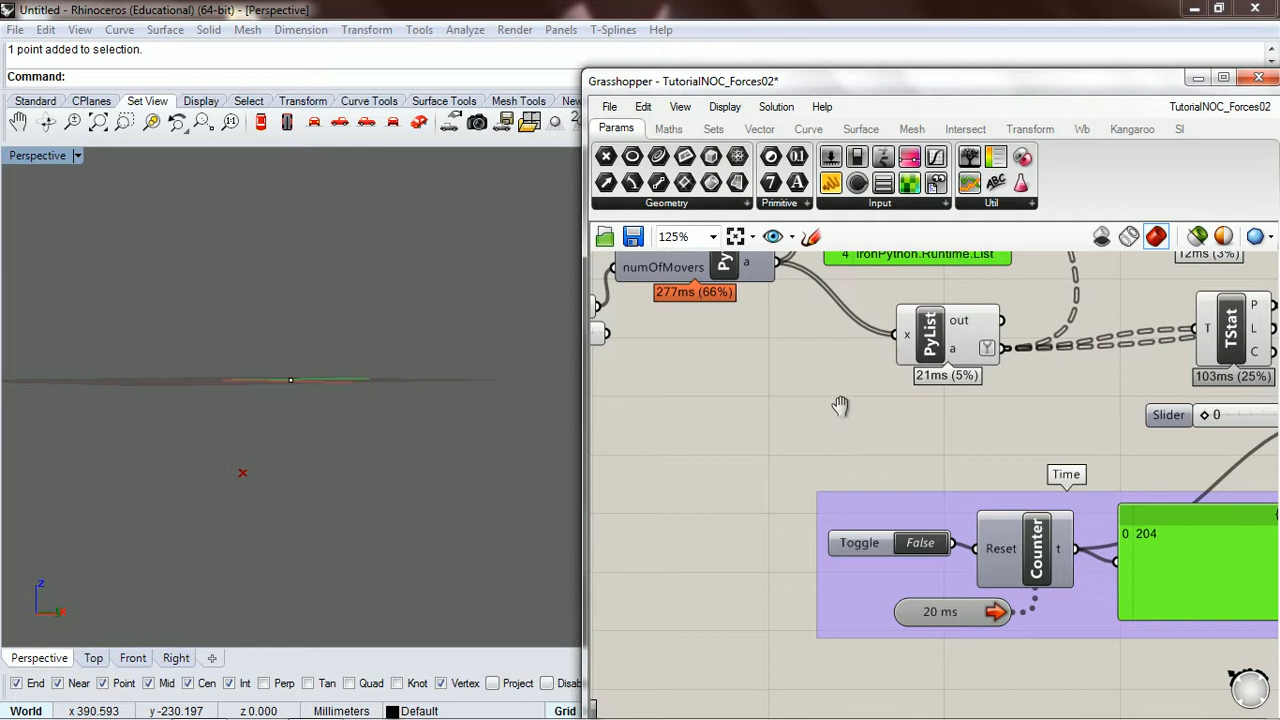 Untitled - Rhinoceros (Educational) (64-bit) - [Perspective]
File Edit View Curve Surface Solid Mesh Dimension Transform Tools Analyze Render Panels T-Splines Help
1 point added to selection.
Command:
Standard CPlanes Set View Display Select Transform Curve Tools Surface Tools Mesh Tools New
Perspective
Grasshopper - TutorialNOC_Forces02*
File Edit View Display Solution Help TutorialNOC_Forces02
Params Maths Sets Vector Curve Surface Mesh Intersect Transform Wb Kangaroo SI
Geometry Primitive Input Util
125%
numOfMovers a
277ms (66%)
4 IronPython.Runtime.List
12ms (3%)
x PyList out a
21ms (5%)
T TStat P L C
103ms (25%)
Slider 0
Time
Toggle False
Reset Counter t
0 204
20 ms
z
x
Perspective Top Front Right
End Near Point Mid Cen Int Perp Tan Quad Knot Vertex Project Disab
World x 390.593 y -230.197 z 0.000 Millimeters Default Grid